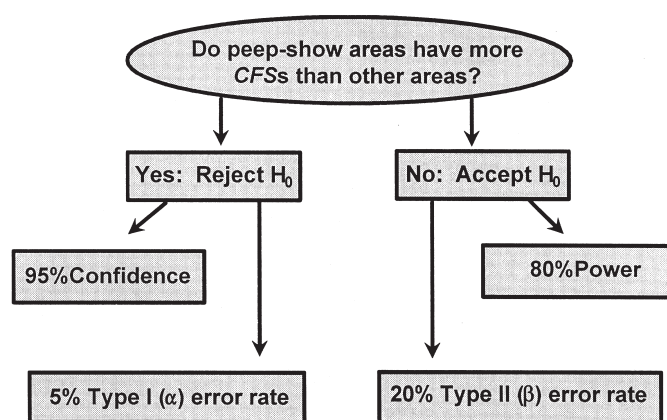 Do peep-show areas have more
CFSs than other areas?
Yes: Reject H₀
No: Accept H₀
95%Confidence
80%Power
5% Type I (α) error rate
20% Type II (β) error rate